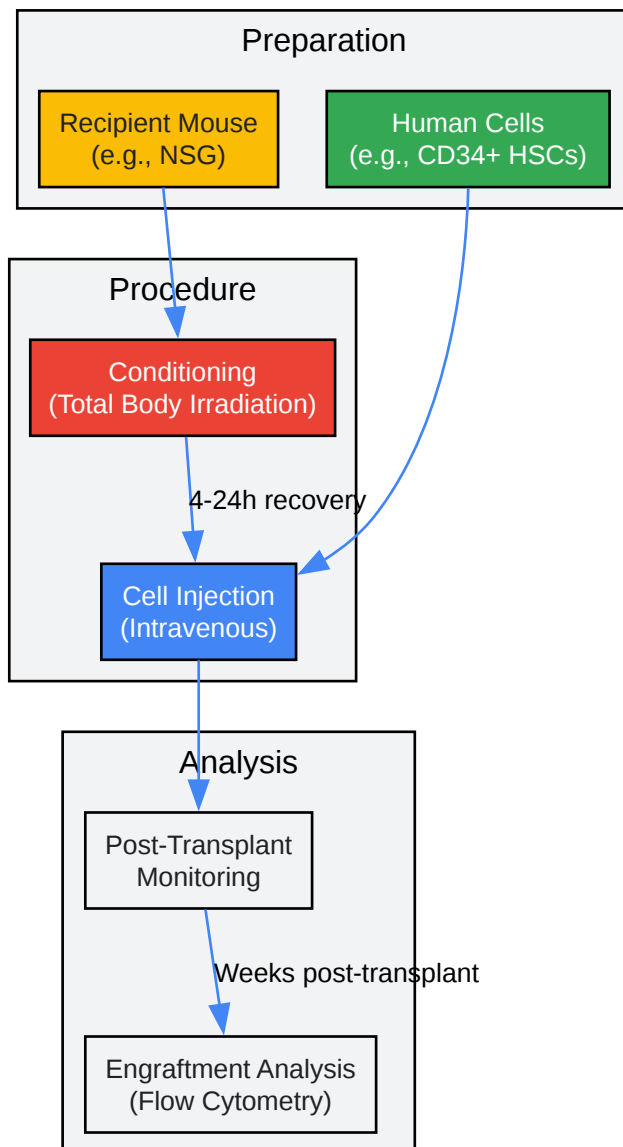 Preparation
Recipient Mouse
(e.g., NSG)
Human Cells
(e.g., CD34+ HSCs)
Procedure
Conditioning
(Total Body Irradiation)
4-24h recovery
Cell Injection
(Intravenous)
Analysis
Post-Transplant
Monitoring
Weeks post-transplant
Engraftment Analysis
(Flow Cytometry)